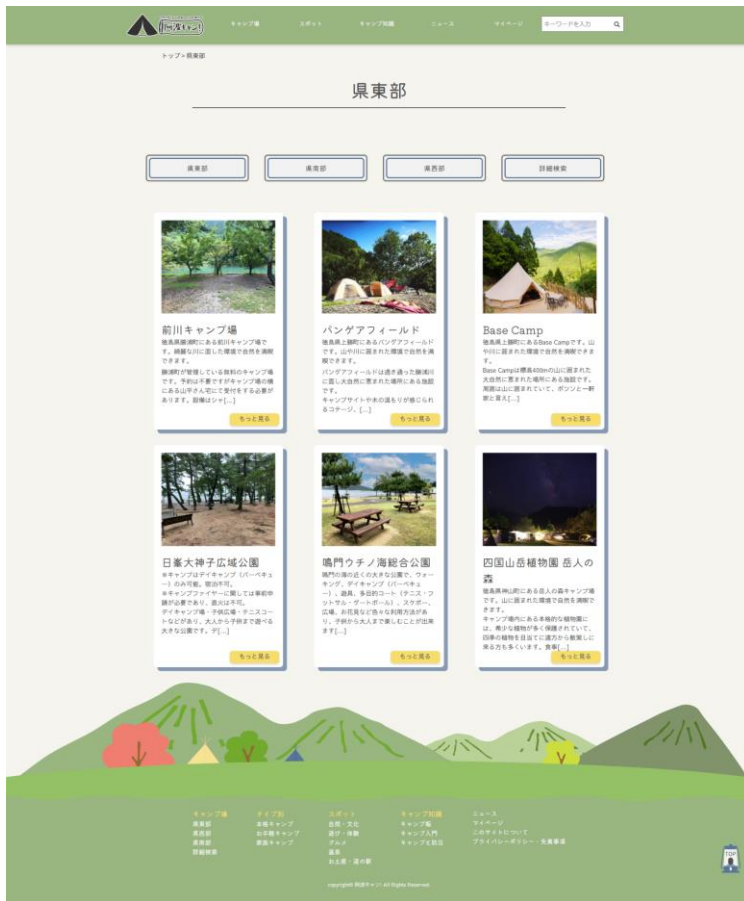 阿波キャン!
キャンプ場
スポット
キャンプ知識
ニュース
マイページ
キーワードを入力
トップ > 県東部
県東部
県東部
県南部
県西部
詳細検索
前川キャンプ場
徳島県勝浦町にある前川キャンプ場で
す。綺麗な川に面した環境で自然を満喫
できます。
勝浦町が管理している無料のキャンプ場
です。予約は不要ですがキャンプ場の横
にある山平さん宅にて受付をする必要が
あります。設備はシャ[...]
もっと見る
パンゲアフィールド
徳島県上勝町にあるパンゲアフィールド
です。山や川に囲まれた環境で自然を満
喫できます。
パンゲアフィールドは透き通った勝浦川
に面し大自然に恵まれた場所にある施設
です。
キャンプサイトや木の温もりが感じられ
るコテージ、[...]
もっと見る
Base Camp
徳島県上勝町にあるBase Campです。山
や川に囲まれた環境で自然を満喫できま
す。
Base Campは標高400mの山に囲まれた
大自然に恵まれた場所にある施設です。
周囲は山に囲まれていて、ポツンと一軒
家と言え[...]
もっと見る
日峯大神子広域公園
※キャンプはデイキャンプ(バーベキュ
ー)のみ可能。宿泊不可。
※キャンプファイヤーに関しては事前申
請が必要であり、直火は不可。
デイキャンプ場・子供広場・テニスコー
トなどがあり、大人から子供まで遊べる
大きな公園です。デ[...]
もっと見る
鳴門ウチノ海総合公園
鳴門の海の近くの大きな公園で、ウォー
キング、デイキャンプ(バーベキュ
ー)、遊具、多目的コート(テニス・フ
ットサル・ゲートボール)、スケボー、
広場、お花見など色々な利用方法があ
り、子供から大人まで楽しむことが出来
ます[...]
もっと見る
四国山岳植物園 岳人の
森
徳島県神山町にある岳人の森キャンプ場
です。山に囲まれた環境で自然を満喫で
きます。
キャンプ場内にある本格的な植物園に
は、希少な植物が多く保護されていて、
四季の植物を目当てに遠方から観賞しに
来る方も多くいます。食事[...]
もっと見る
キャンプ場
県東部
県西部
県南部
詳細検索
タイプ別
本格キャンプ
お手軽キャンプ
絶景キャンプ
スポット
自然・文化
遊び・体験
グルメ
温泉
お土産・道の駅
キャンプ知識
キャンプ飯
キャンプ入門
キャンプと防災
ニュース
マイページ
このサイトについて
プライバシーポリシー・免責事項
TOP
copyright© 阿波キャン! All Rights Reserved.